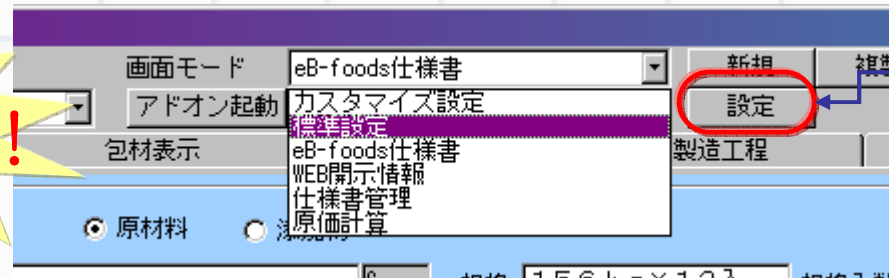 画面モード eB-foods仕様書 新規 複製
アドオン起動 カスタマイズ設定 設定
標準設定
包材表示 eB-foods仕様書 製造工程
WEB開示情報
仕様書管理
原材料 原価計算
!